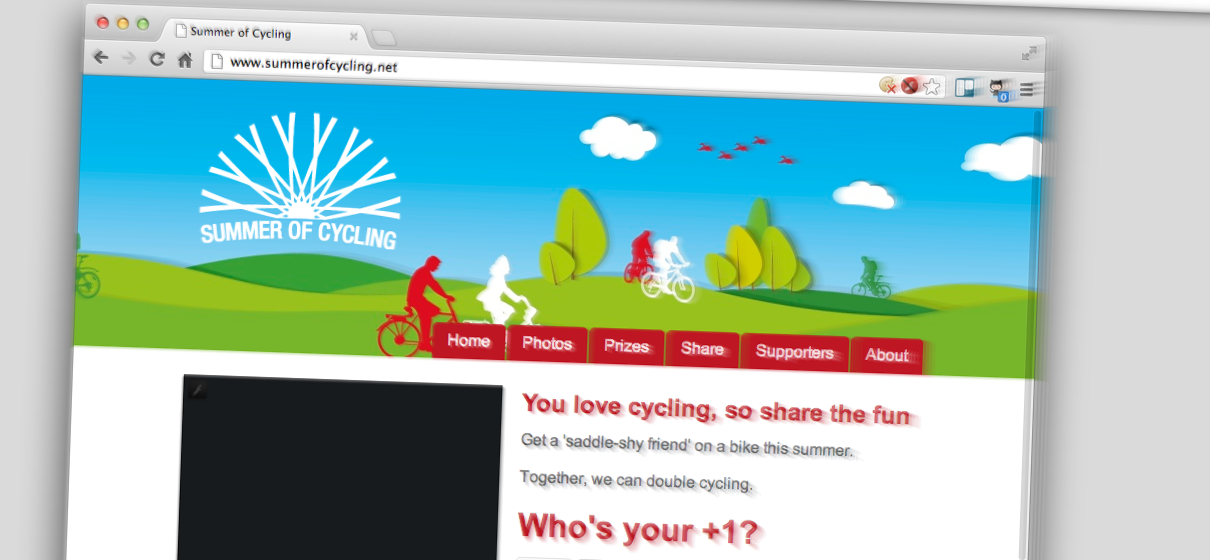 Summer of Cycling
www.summerofcycling.net
0
SUMMER OF CYCLING
Home Photos Prizes Share Supporters About
You love cycling, so share the fun
Get a 'saddle-shy friend' on a bike this summer.
Together, we can double cycling.
Who's your +1?